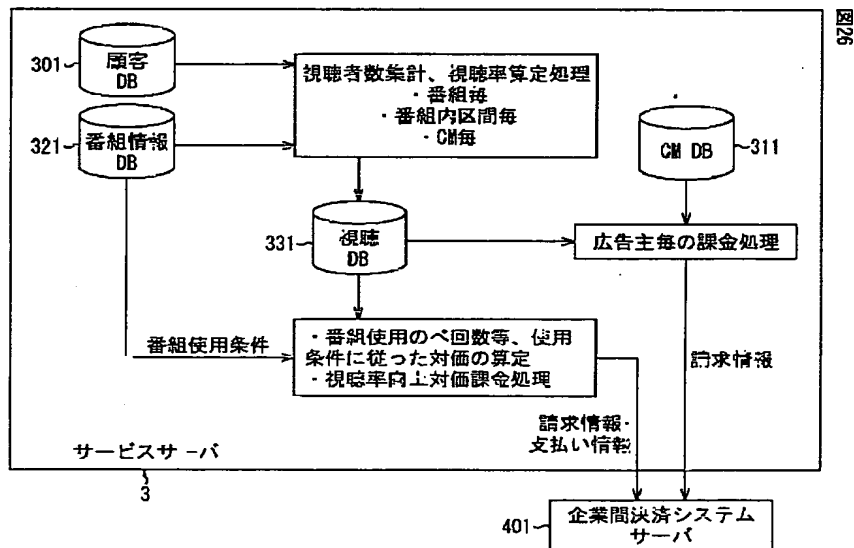 図26
301
顧客
DB
321
番組情報
DB
視聴者数集計、視聴率算定処理
・番組毎
・番組内区間毎
・CM毎
CM DB
311
331
視聴
DB
広告主毎の課金処理
番組使用条件
・番組使用のべ回数等、使用
条件に従った対価の算定
・視聴率向上対価課金処理
請求情報
請求情報・
支払い情報
サービスサーバ
3
401
企業間決済システム
サーバ